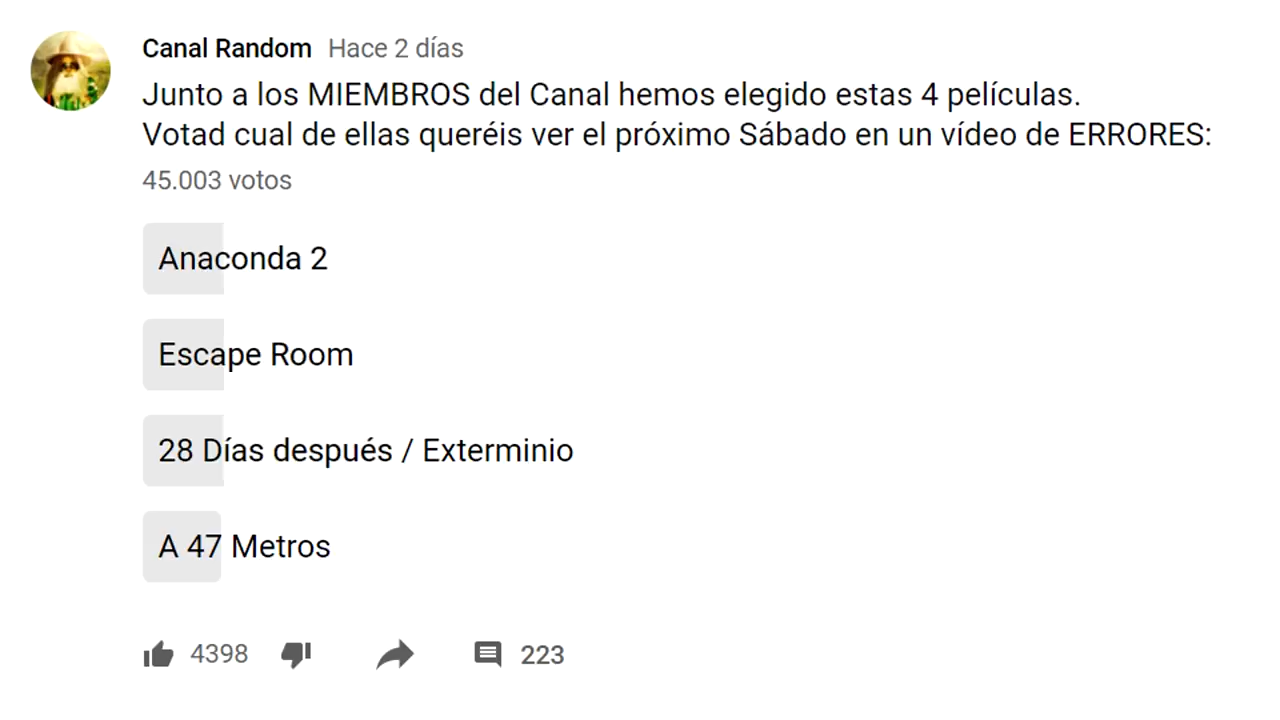 Canal Random Hace 2 días
Junto a los MIEMBROS del Canal hemos elegido estas 4 películas.
Votad cual de ellas queréis ver el próximo Sábado en un vídeo de ERRORES:
45.003 votos
Anaconda 2
Escape Room
28 Días después / Exterminio
A 47 Metros
4398 223